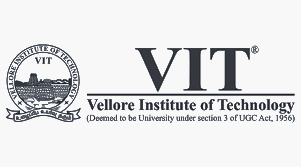 VELLORE INSTITUTE OF TECHNOLOGY
VIT
VIT®
Vellore Institute of Technology
(Deemed to be University under section 3 of UGC Act, 1956)